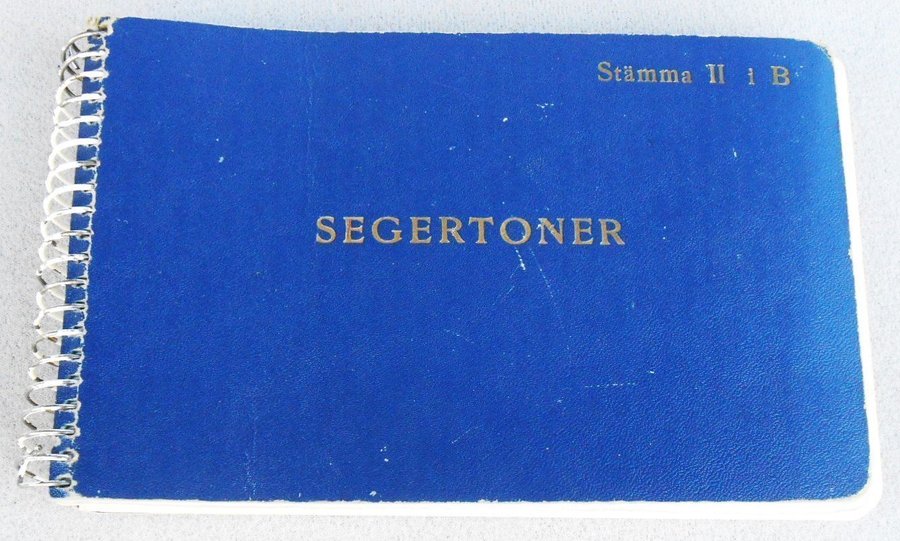 Stämma II i B
SEGERTONER